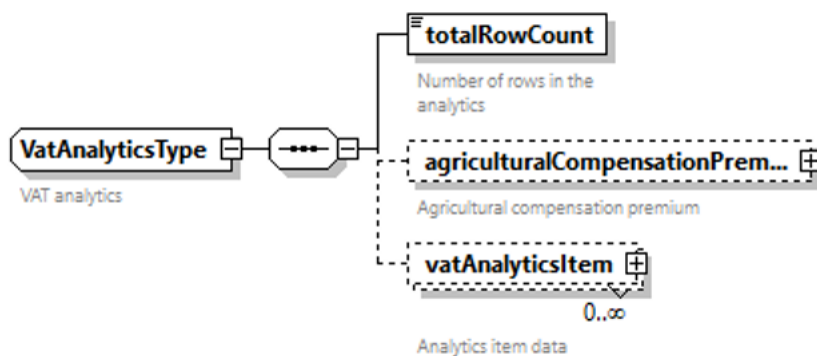 totalRowCount
Number of rows in the
analytics
VatAnalyticsType
VAT analytics
agriculturalCompensationPrem...
Agricultural compensation premium
vatAnalyticsItem
0..∞
Analytics item data